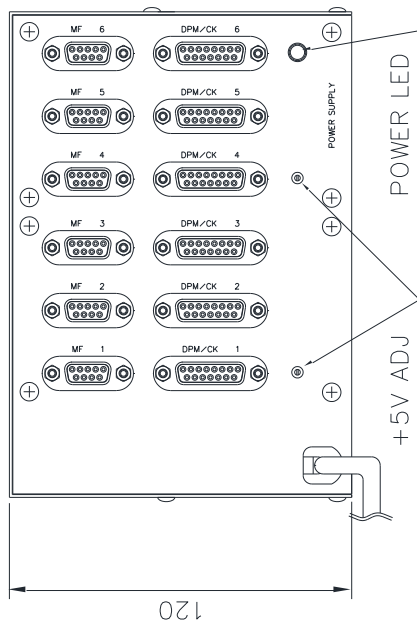 MF 6
DPM/CK 6
MF 5
DPM/CK 5
MF 4
DPM/CK 4
MF 3
DPM/CK 3
MF 2
DPM/CK 2
MF 1
DPM/CK 1
POWER SUPPLY
POWER LED
+5V ADJ
120